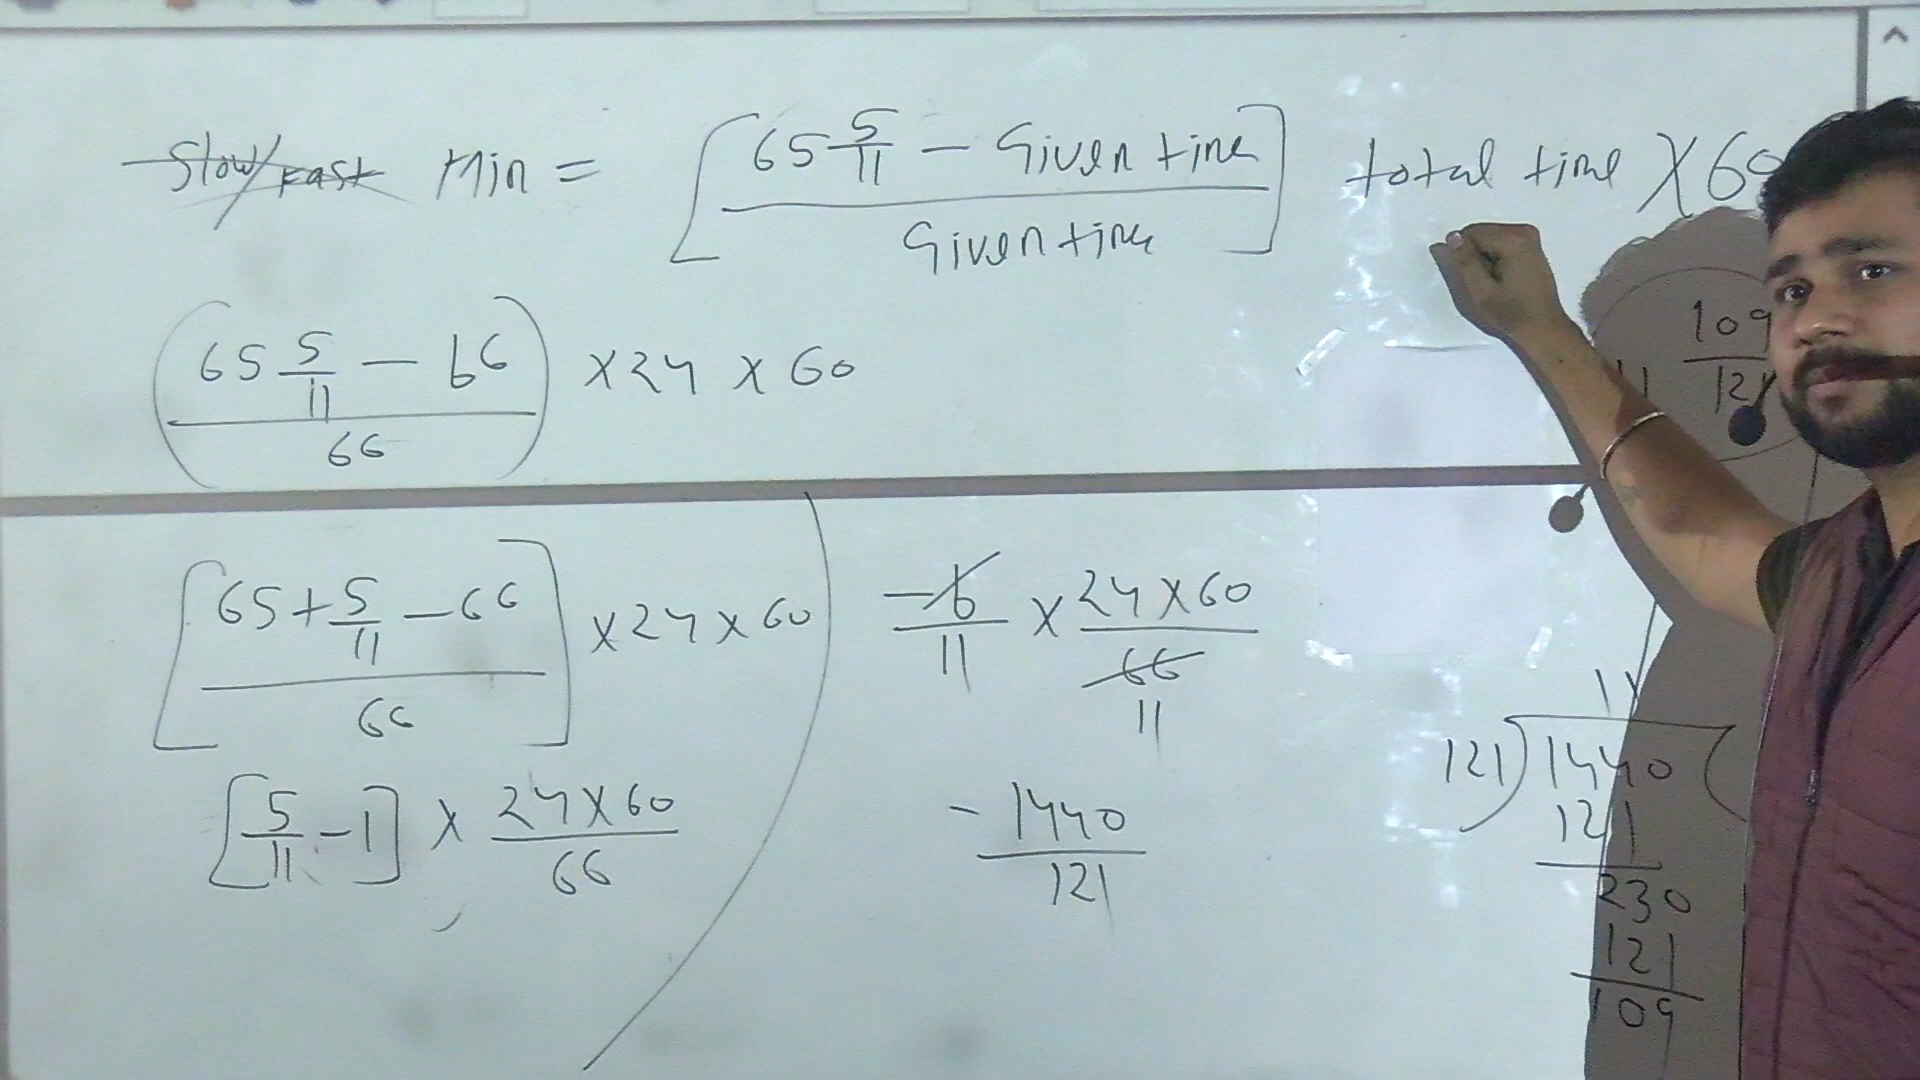 Slow/Fast Min = [ (65 5/11 - Given time) / Given time ] total time X 60
( (65 5/11 - 66) / 66 ) x 24 x 60
11 109/121
[ (65 + 5/11 - 66) / 66 ] x 24 x 60
[ 5/11 - 1 ] x (24 X 60) / 66
-6/11 x (24 X 60) / 66
11
- 1440/121
11
121) 1440 (
121
230
121
109